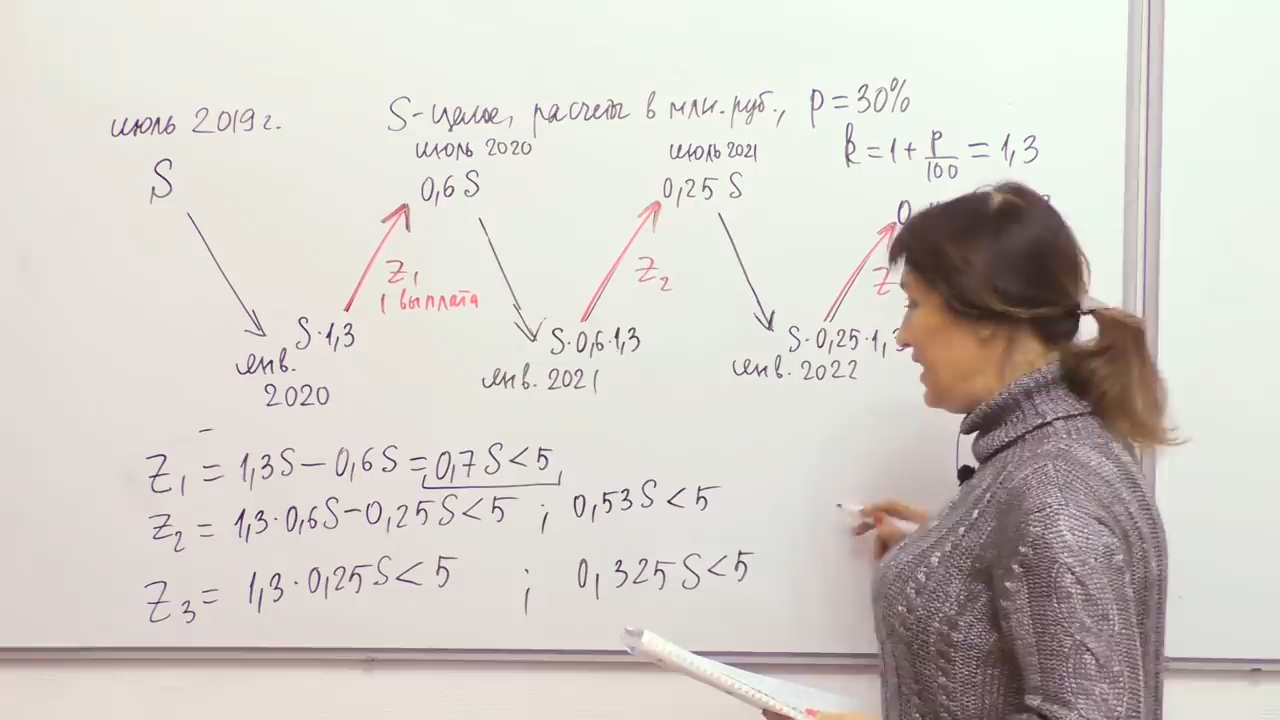 июль 2019 г. S-целое, расчеты в млн. руб., p=30%
июль 2020 июль 2021 k=1+p/100=1,3
S 0,6 S 0,25 S 0
Z₁ Z₂ Z
1 выплата
S·1,3 S·0,6·1,3 S·0,25·1,3
янв. 2020 янв. 2021 янв. 2022
Z₁ = 1,3S-0,6S=0,7S<5
Z₂ = 1,3·0,6S-0,25S<5 ; 0,53S<5
Z₃ = 1,3·0,25S<5 ; 0,325S<5